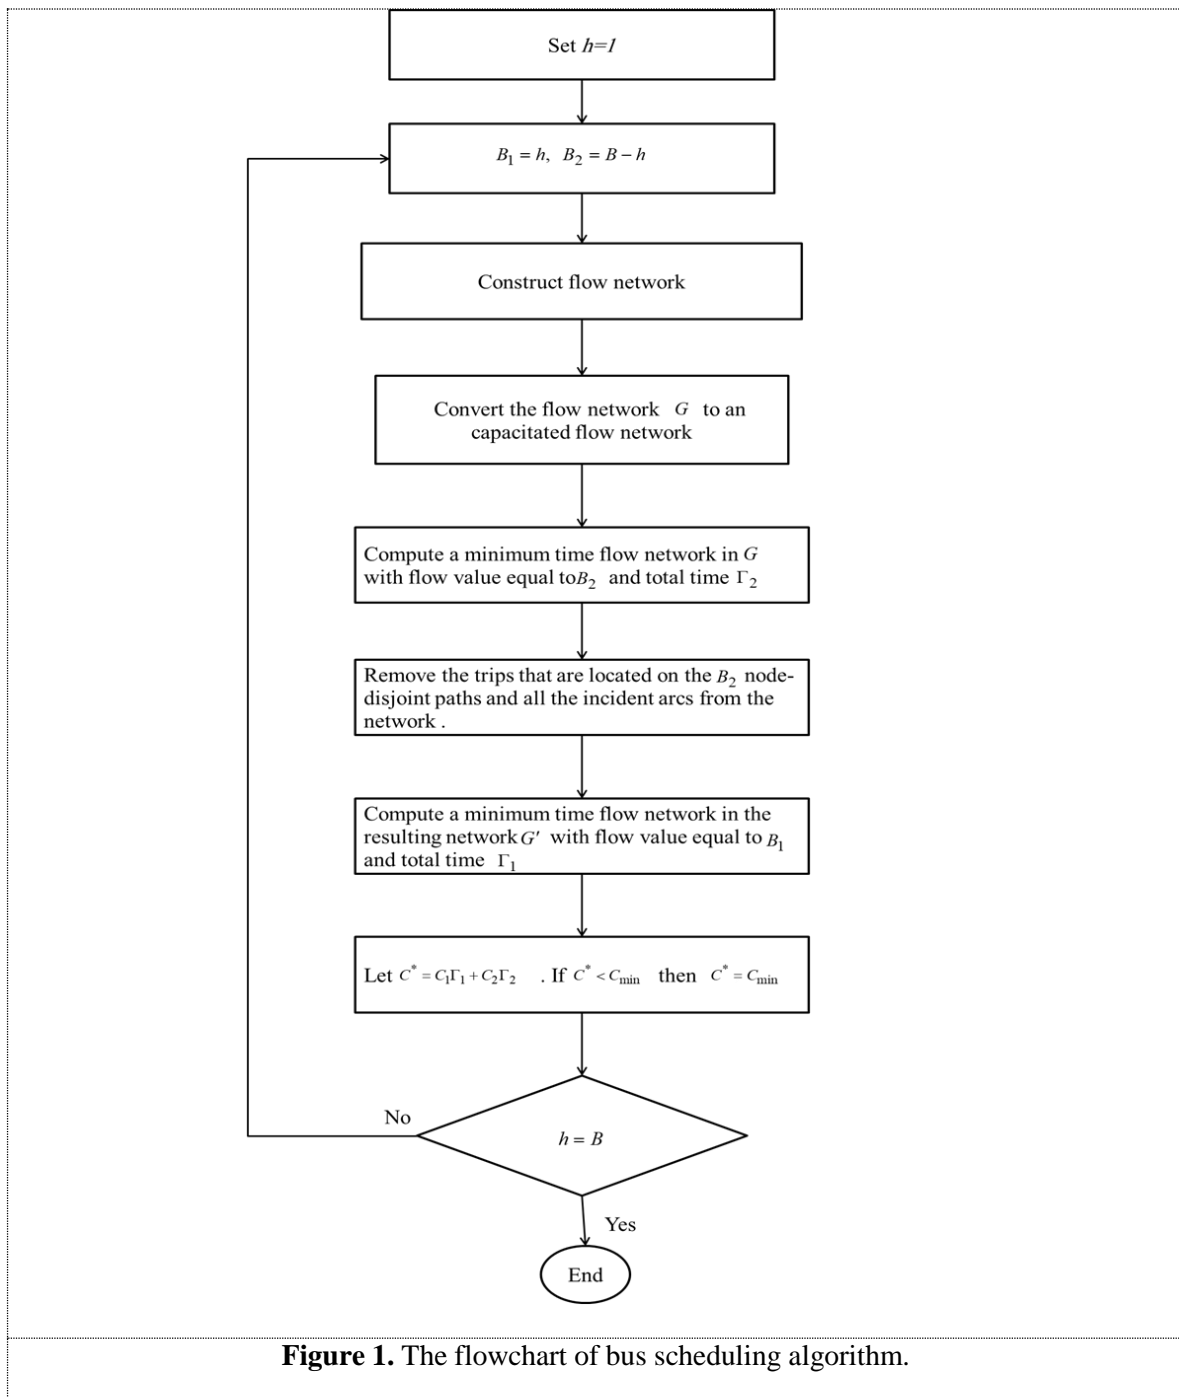 Set h=1
B₁ = h, B₂ = B − h
Construct flow network
Convert the flow network G to an
capacitated flow network
Compute a minimum time flow network in G
with flow value equal to B₂ and total time Γ₂
Remove the trips that are located on the B₂ node-
disjoint paths and all the incident arcs from the
network .
Compute a minimum time flow network in the
resulting network G′ with flow value equal to B₁
and total time Γ₁
Let C* = C₁Γ₁ + C₂Γ₂ . If C* < Cmin then C* = Cmin
No
h = B
Yes
End
Figure 1. The flowchart of bus scheduling algorithm.